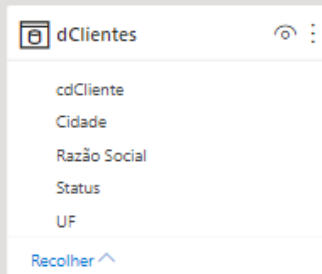 dClientes
cdCliente
Cidade
Razão Social
Status
UF
Recolher